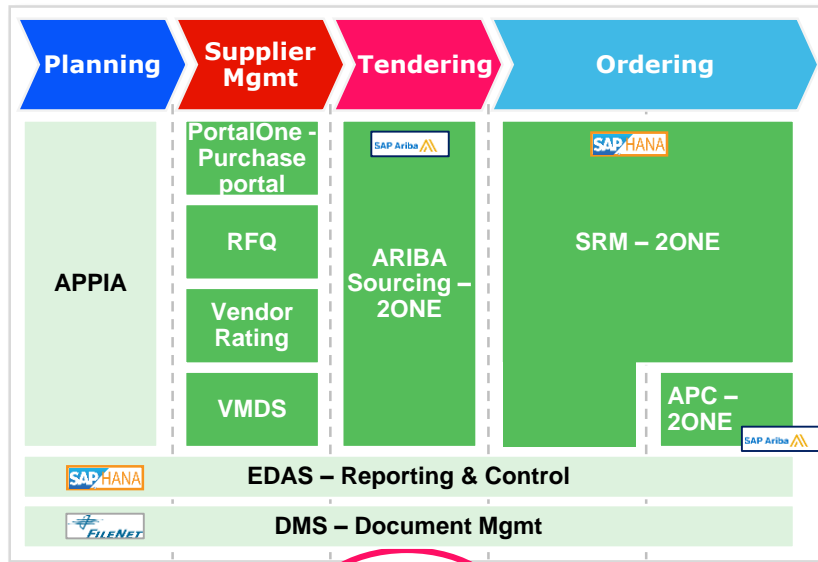 Planning
Supplier
Mgmt
Tendering
Ordering
PortalOne -
Purchase
portal
SAP Ariba
SAP HANA
RFQ
SRM – 2ONE
APPIA
ARIBA
Sourcing –
2ONE
Vendor
Rating
VMDS
APC –
2ONE
SAP Ariba
SAP HANA
EDAS – Reporting & Control
FILENET
DMS – Document Mgmt